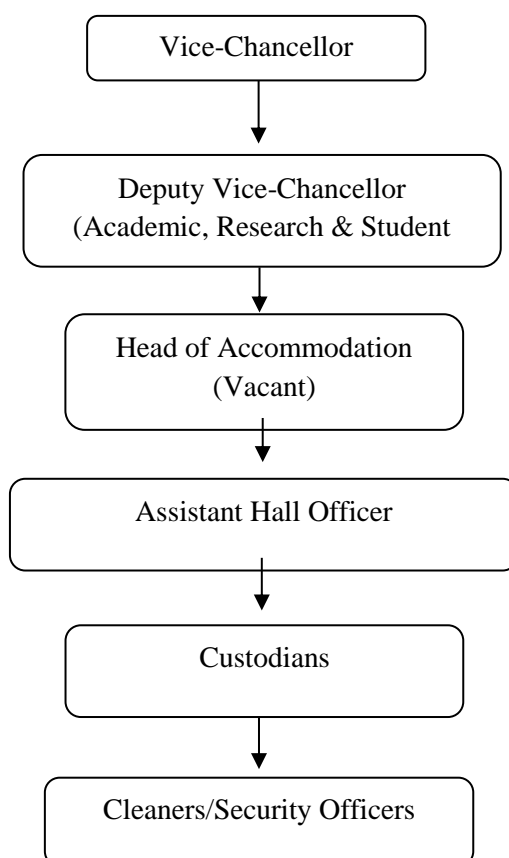 Vice-Chancellor
Deputy Vice-Chancellor
(Academic, Research & Student
Head of Accommodation
(Vacant)
Assistant Hall Officer
Custodians
Cleaners/Security Officers